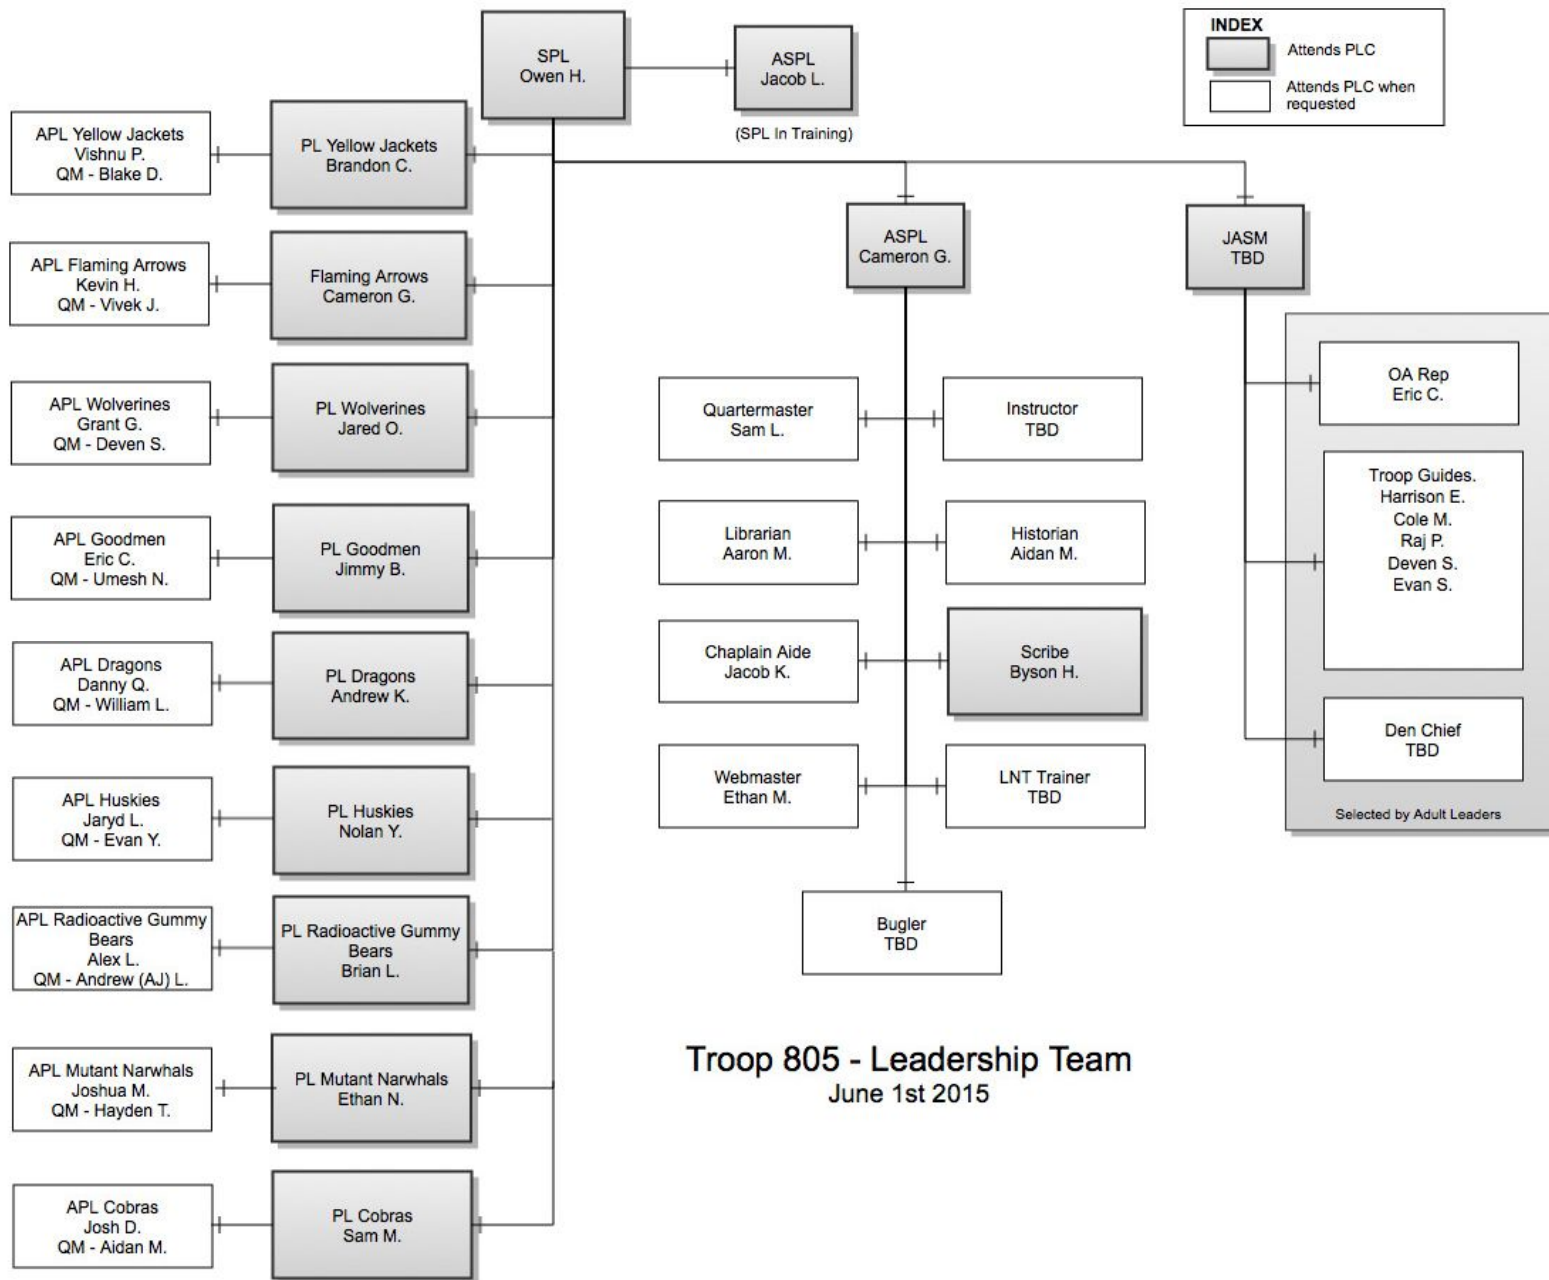 SPL
Owen H.
ASPL
Jacob L.
(SPL In Training)
INDEX
Attends PLC
Attends PLC when
requested
APL Yellow Jackets
Vishnu P.
QM - Blake D.
PL Yellow Jackets
Brandon C.
APL Flaming Arrows
Kevin H.
QM - Vivek J.
Flaming Arrows
Cameron G.
APL Wolverines
Grant G.
QM - Deven S.
PL Wolverines
Jared O.
APL Goodmen
Eric C.
QM - Umesh N.
PL Goodmen
Jimmy B.
APL Dragons
Danny Q.
QM - William L.
PL Dragons
Andrew K.
APL Huskies
Jaryd L.
QM - Evan Y.
PL Huskies
Nolan Y.
APL Radioactive Gummy
Bears
Alex L.
QM - Andrew (AJ) L.
PL Radioactive Gummy
Bears
Brian L.
APL Mutant Narwhals
Joshua M.
QM - Hayden T.
PL Mutant Narwhals
Ethan N.
APL Cobras
Josh D.
QM - Aidan M.
PL Cobras
Sam M.
ASPL
Cameron G.
Quartermaster
Sam L.
Instructor
TBD
Librarian
Aaron M.
Historian
Aidan M.
Chaplain Aide
Jacob K.
Scribe
Byson H.
Webmaster
Ethan M.
LNT Trainer
TBD
Bugler
TBD
JASM
TBD
OA Rep
Eric C.
Troop Guides.
Harrison E.
Cole M.
Raj P.
Deven S.
Evan S.
Den Chief
TBD
Selected by Adult Leaders
Troop 805 - Leadership Team
June 1st 2015